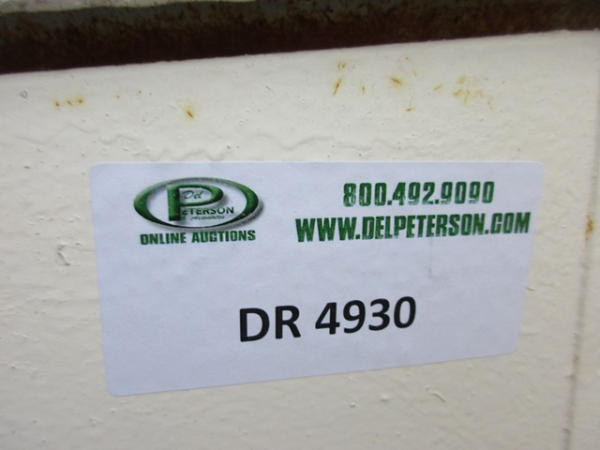 Del
PETERSON
ONLINE AUCTIONS
800.492.9090
WWW.DELPETERSON.COM
DR 4930